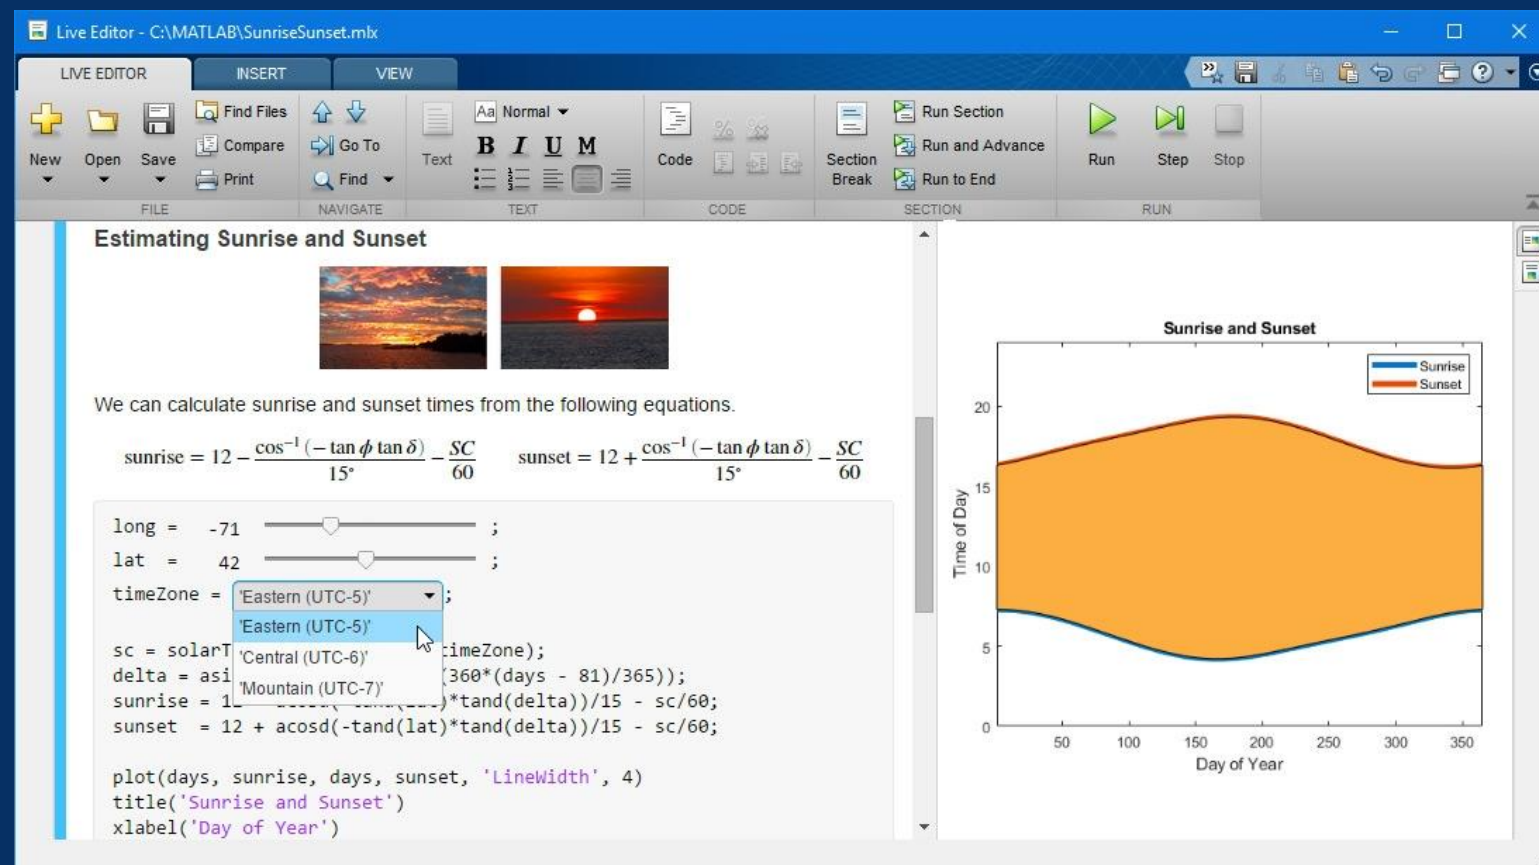 Live Editor - C:\MATLAB\SunriseSunset.mlx
LIVE EDITOR INSERT VIEW
New Open Save
Find Files
Compare
Print
FILE
Go To
Find
NAVIGATE
Text
Aa Normal
B I U M
TEXT
Code
CODE
Section Break
Run Section
Run and Advance
Run to End
SECTION
Run Step Stop
RUN
Estimating Sunrise and Sunset
We can calculate sunrise and sunset times from the following equations.
sunrise = 12 − cos⁻¹ (− tan ϕ tan δ) / 15° − SC / 60
sunset = 12 + cos⁻¹ (− tan ϕ tan δ) / 15° − SC / 60
long = -71 ;
lat = 42 ;
timeZone = 'Eastern (UTC-5)' ;
'Eastern (UTC-5)'
'Central (UTC-6)'
'Mountain (UTC-7)'
sc = solarT timeZone);
delta = asi (360*(days - 81)/365));
sunrise = 1 )*tand(delta))/15 - sc/60;
sunset = 12 + acosd(-tand(lat)*tand(delta))/15 - sc/60;
plot(days, sunrise, days, sunset, 'LineWidth', 4)
title('Sunrise and Sunset')
xlabel('Day of Year')
Sunrise and Sunset
Sunrise
Sunset
Time of Day
20
15
10
5
0
50 100 150 200 250 300 350
Day of Year